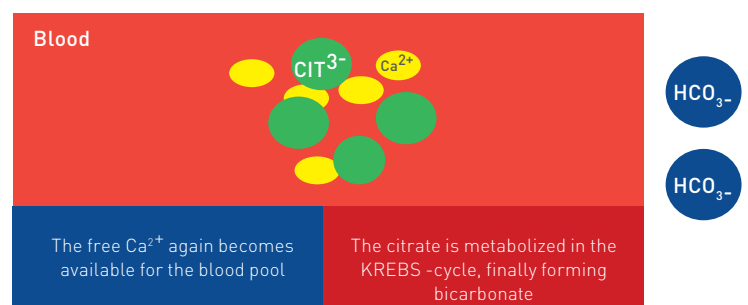 Blood
CIT3-
Ca2+
HCO3-
HCO3-
The free Ca2+ again becomes
available for the blood pool
The citrate is metabolized in the
KREBS -cycle, finally forming
bicarbonate